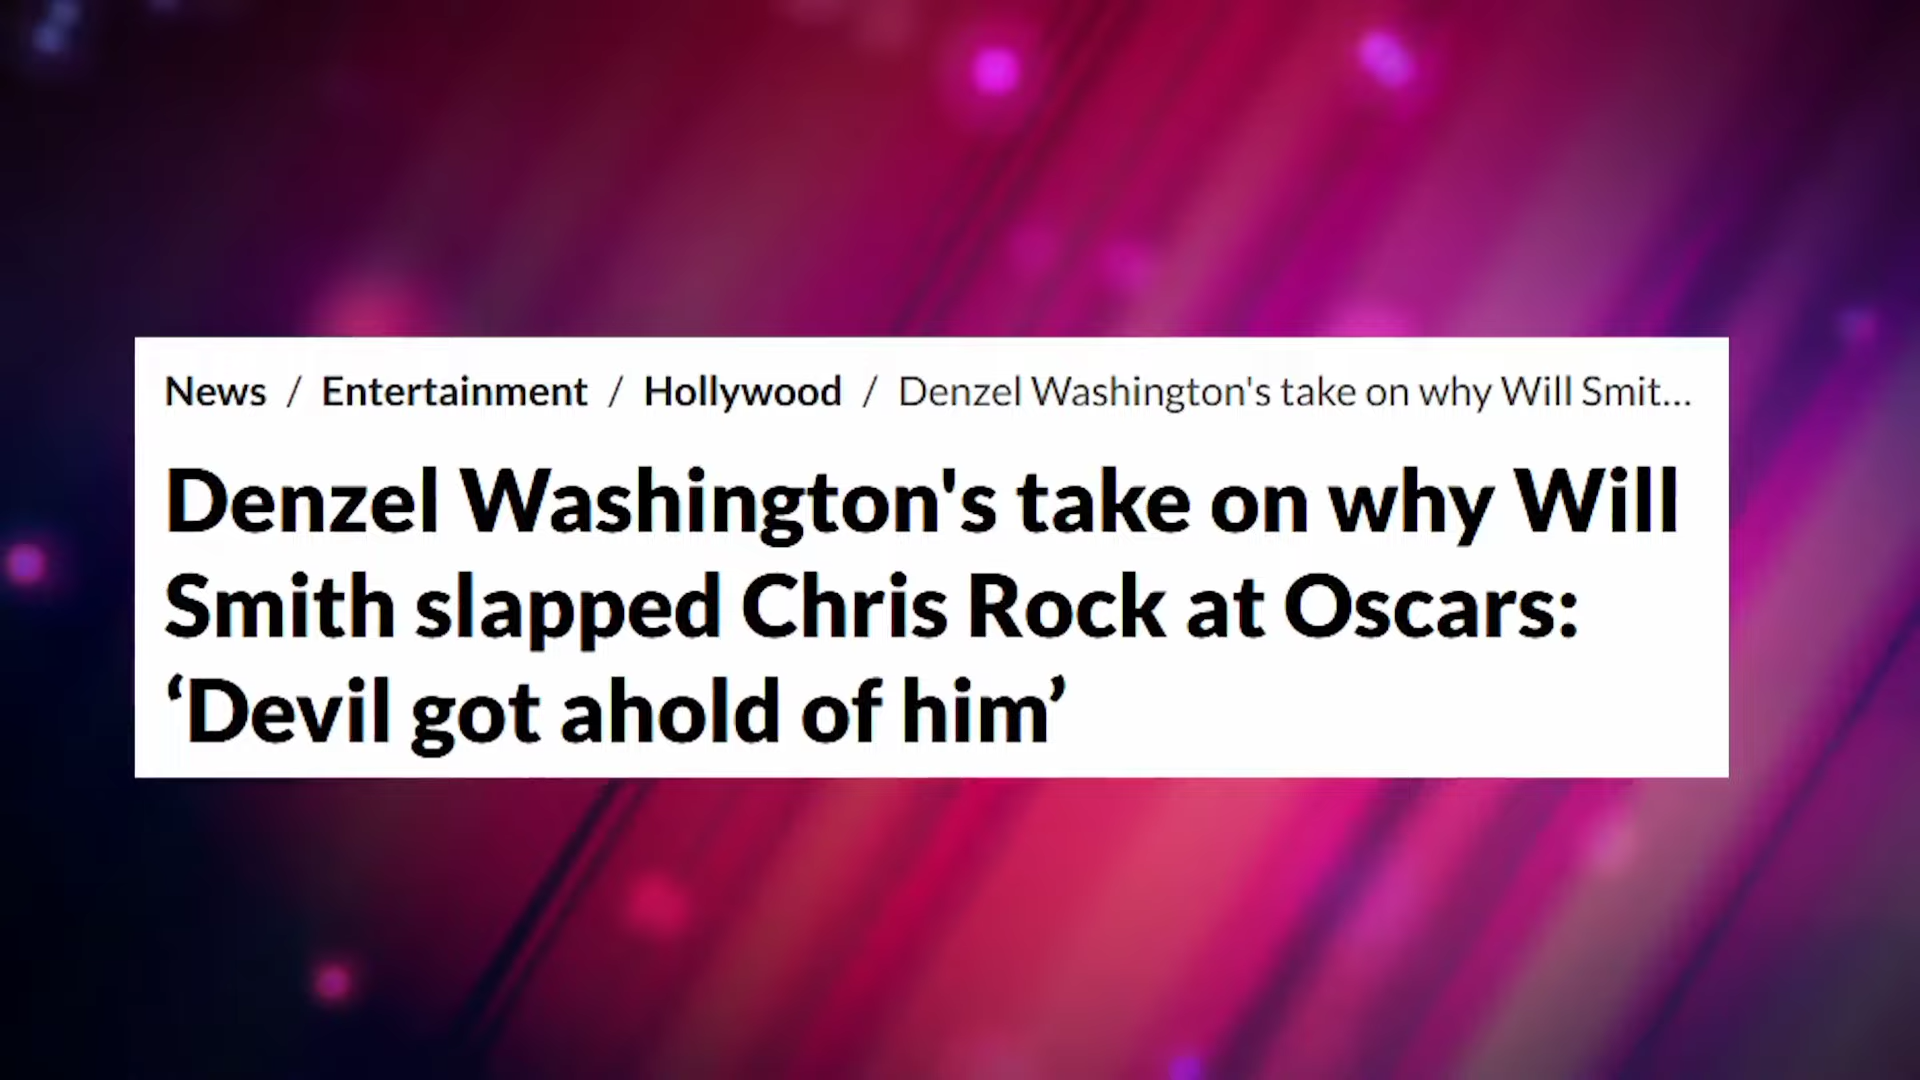 News / Entertainment / Hollywood / Denzel Washington's take on why Will Smit...
Denzel Washington's take on why Will
Smith slapped Chris Rock at Oscars:
‘Devil got ahold of him’